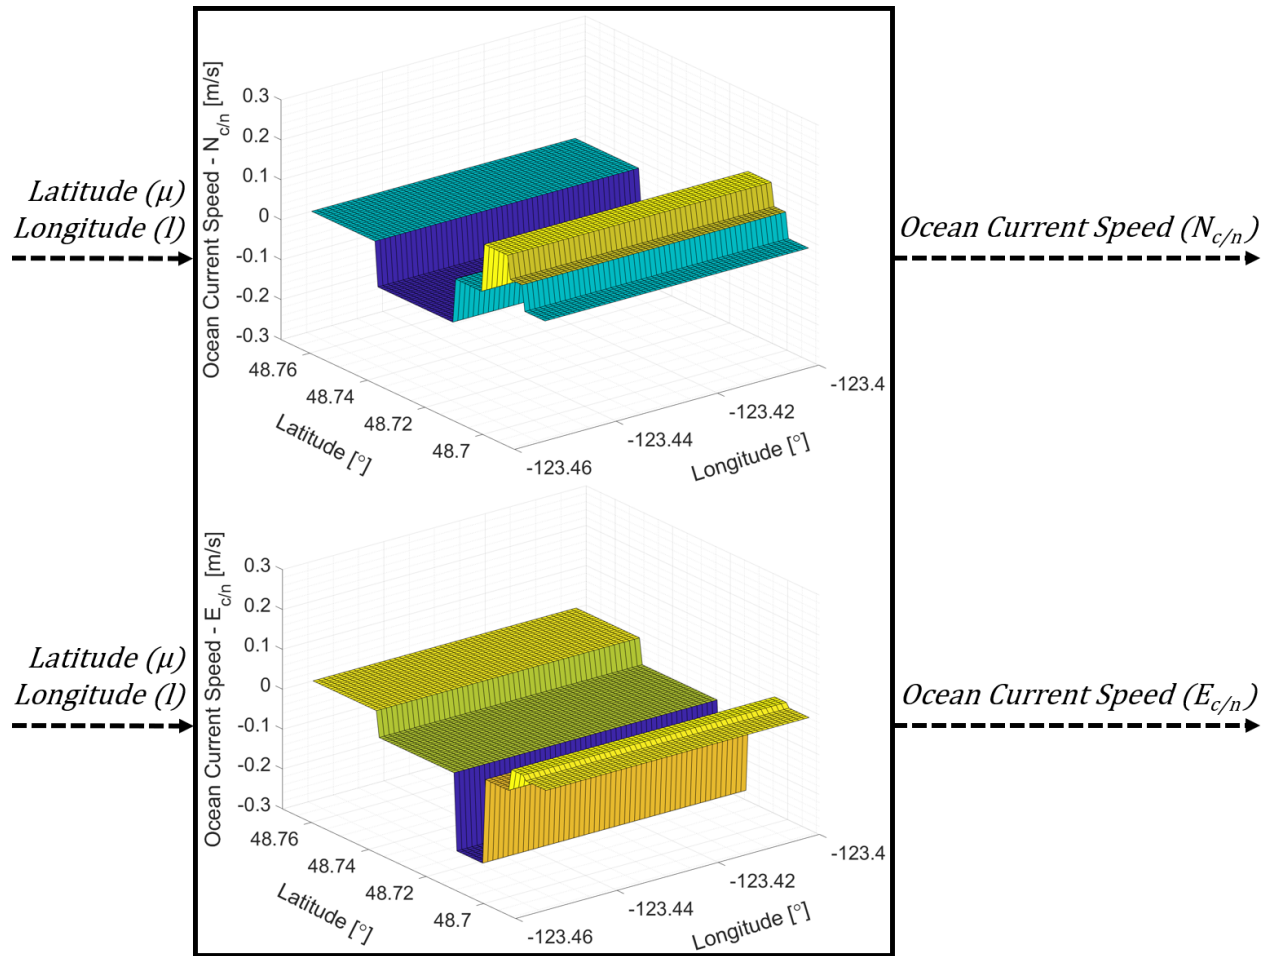 Latitude (μ)
Longitude (l)
Ocean Current Speed - N_{c/n} [m/s]
0.3
0.2
0.1
0
-0.1
-0.2
-0.3
48.76
48.74
48.72
48.7
Latitude [°]
-123.46
-123.44
-123.42
-123.4
Longitude [°]
Ocean Current Speed (N_{c/n})
Latitude (μ)
Longitude (l)
Ocean Current Speed - E_{c/n} [m/s]
0.3
0.2
0.1
0
-0.1
-0.2
-0.3
48.76
48.74
48.72
48.7
Latitude [°]
-123.46
-123.44
-123.42
-123.4
Longitude [°]
Ocean Current Speed (E_{c/n})